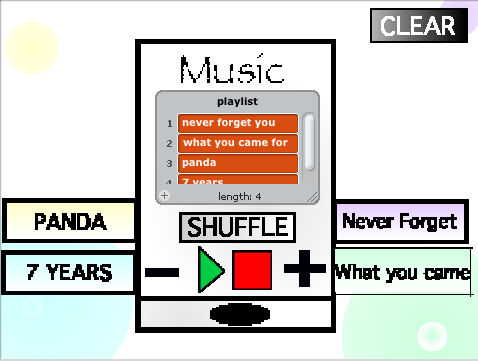 CLEAR
Music
playlist
1 never forget you
2 what you came for
3 panda
4 7 years
length: 4
SHUFFLE
PANDA
Never Forget
7 YEARS
What you came